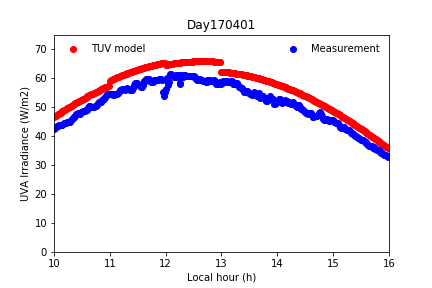 Day170401
TUV model
Measurement
UVA Irradiance (W/m2)
70
60
50
40
30
20
10
0
10 11 12 13 14 15 16
Local hour (h)